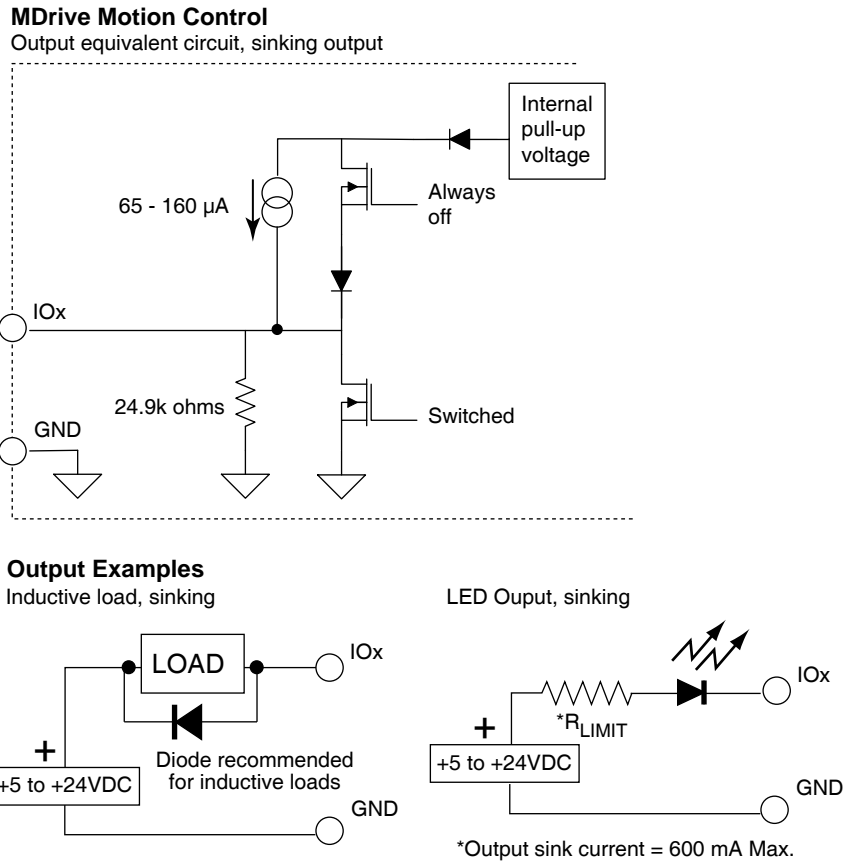 MDrive Motion Control
Output equivalent circuit, sinking output
Internal
pull-up
voltage
65 - 160 µA
Always
off
IOx
24.9k ohms
Switched
GND
Output Examples
Inductive load, sinking
LOAD
IOx
+
+5 to +24VDC
Diode recommended
for inductive loads
GND
LED Ouput, sinking
IOx
*RLIMIT
+
+5 to +24VDC
GND
*Output sink current = 600 mA Max.